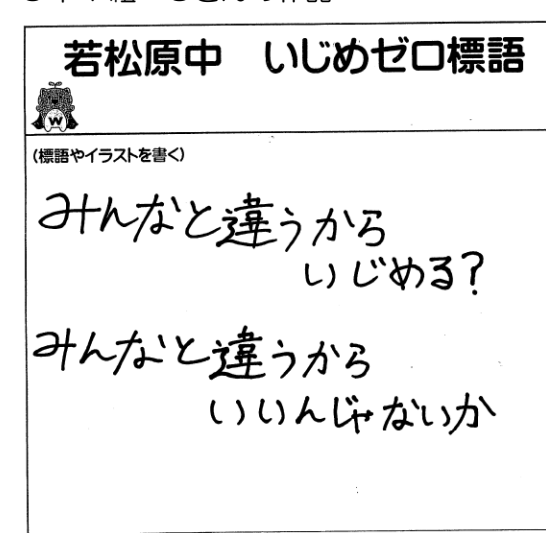 若松原中 いじめゼロ標語
W
(標語やイラストを書く)
みんなと違うから
いじめる?
みんなと違うから
いいんじゃないか